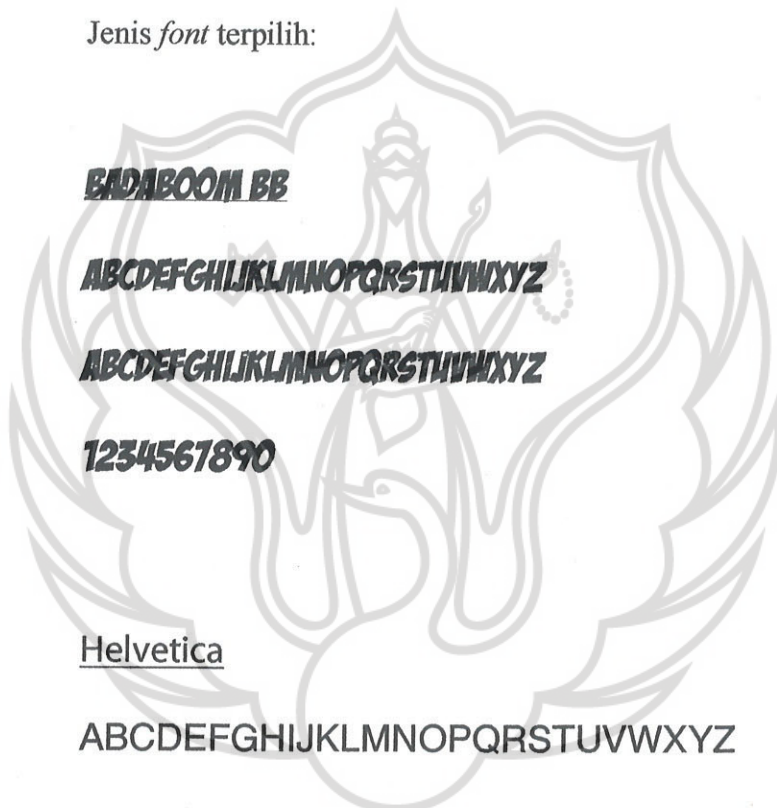 Jenis font terpilih:
BADABOOM BB
ABCDEFGHIJKLMNOPQRSTUVWXYZ
ABCDEFGHIJKLMNOPQRSTUVWXYZ
1234567890
Helvetica
ABCDEFGHIJKLMNOPQRSTUVWXYZ